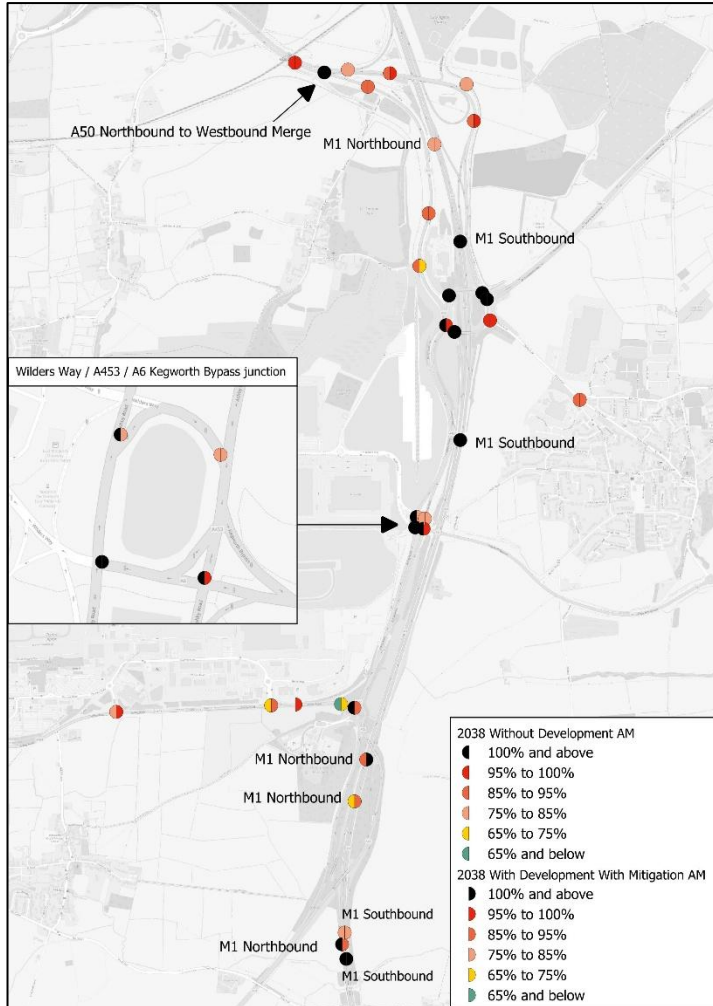 A50 Northbound to Westbound Merge
M1 Northbound
M1 Southbound
Wilders Way / A453 / A6 Kegworth Bypass junction
M1 Southbound
M1 Northbound
M1 Northbound
M1 Southbound
M1 Northbound
M1 Southbound
2038 Without Development AM
100% and above
95% to 100%
85% to 95%
75% to 85%
65% to 75%
65% and below
2038 With Development With Mitigation AM
100% and above
95% to 100%
85% to 95%
75% to 85%
65% to 75%
65% and below